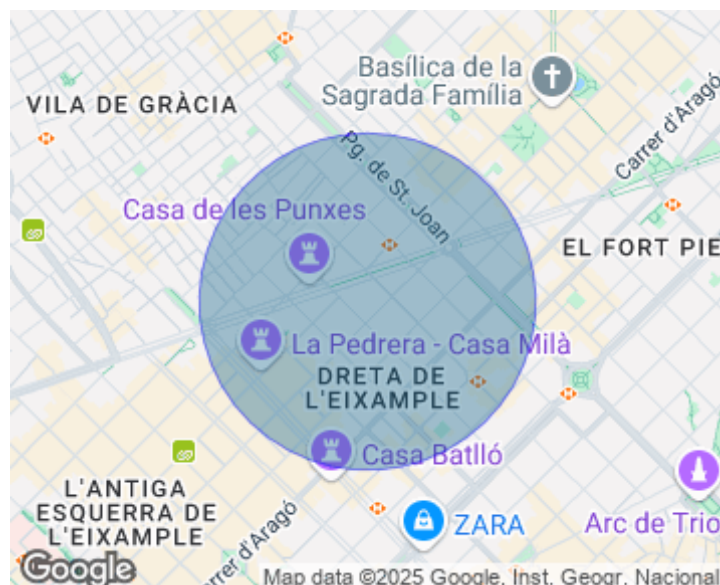 Basílica de la
Sagrada Família
VILA DE GRÀCIA
Carrer d'Aragó
Pg. de St. Joan
Casa de les Punxes
EL FORT PIE
La Pedrera - Casa Milà
DRETA DE
L'EIXAMPLE
Casa Batlló
L'ANTIGA
ESQUERRA DE
L'EIXAMPLE
rer d'Aragó
ZARA
Arc de Trio
Google
Map data ©2025 Google, Inst. Geogr. Nacional